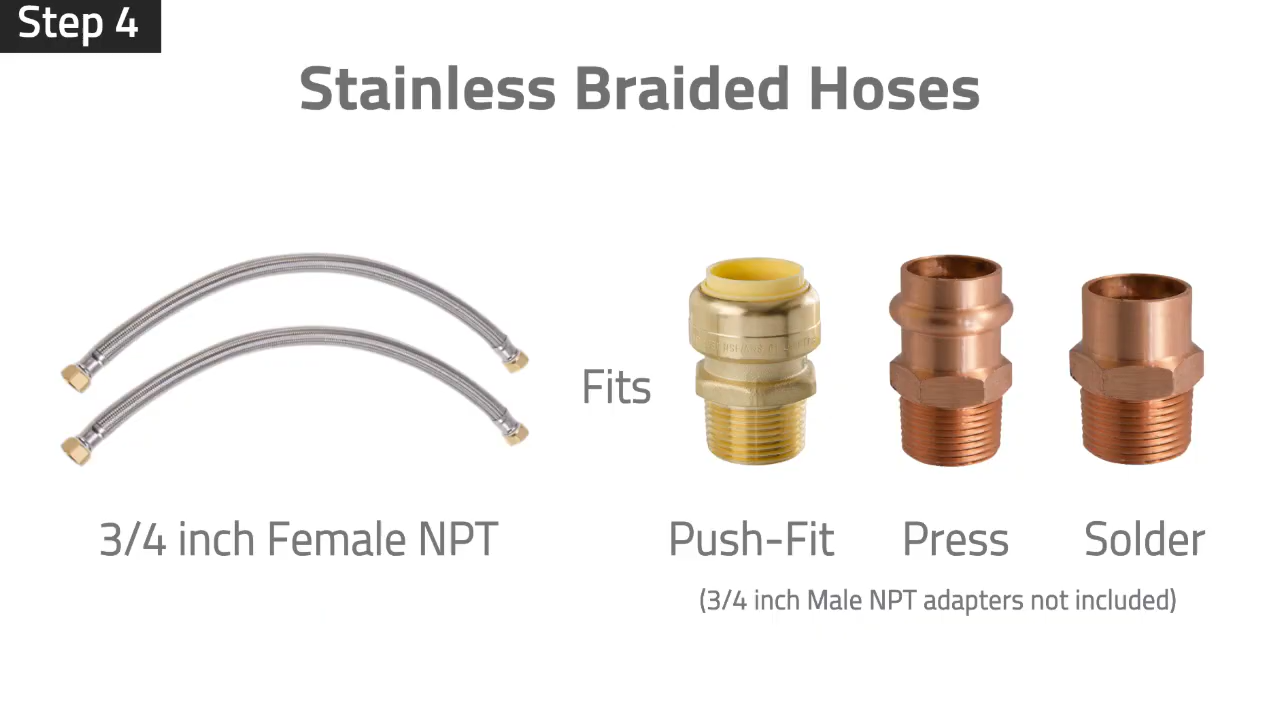 Step 4
Stainless Braided Hoses
Fits
3/4 inch Female NPT
Push-Fit
Press
Solder
(3/4 inch Male NPT adapters not included)